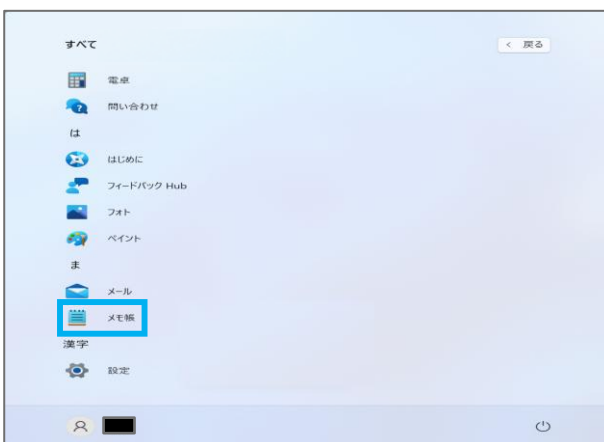 すべて
< 戻る
電卓
問い合わせ
は
はじめに
フィードバック Hub
フォト
ペイント
ま
メール
メモ帳
漢字
設定